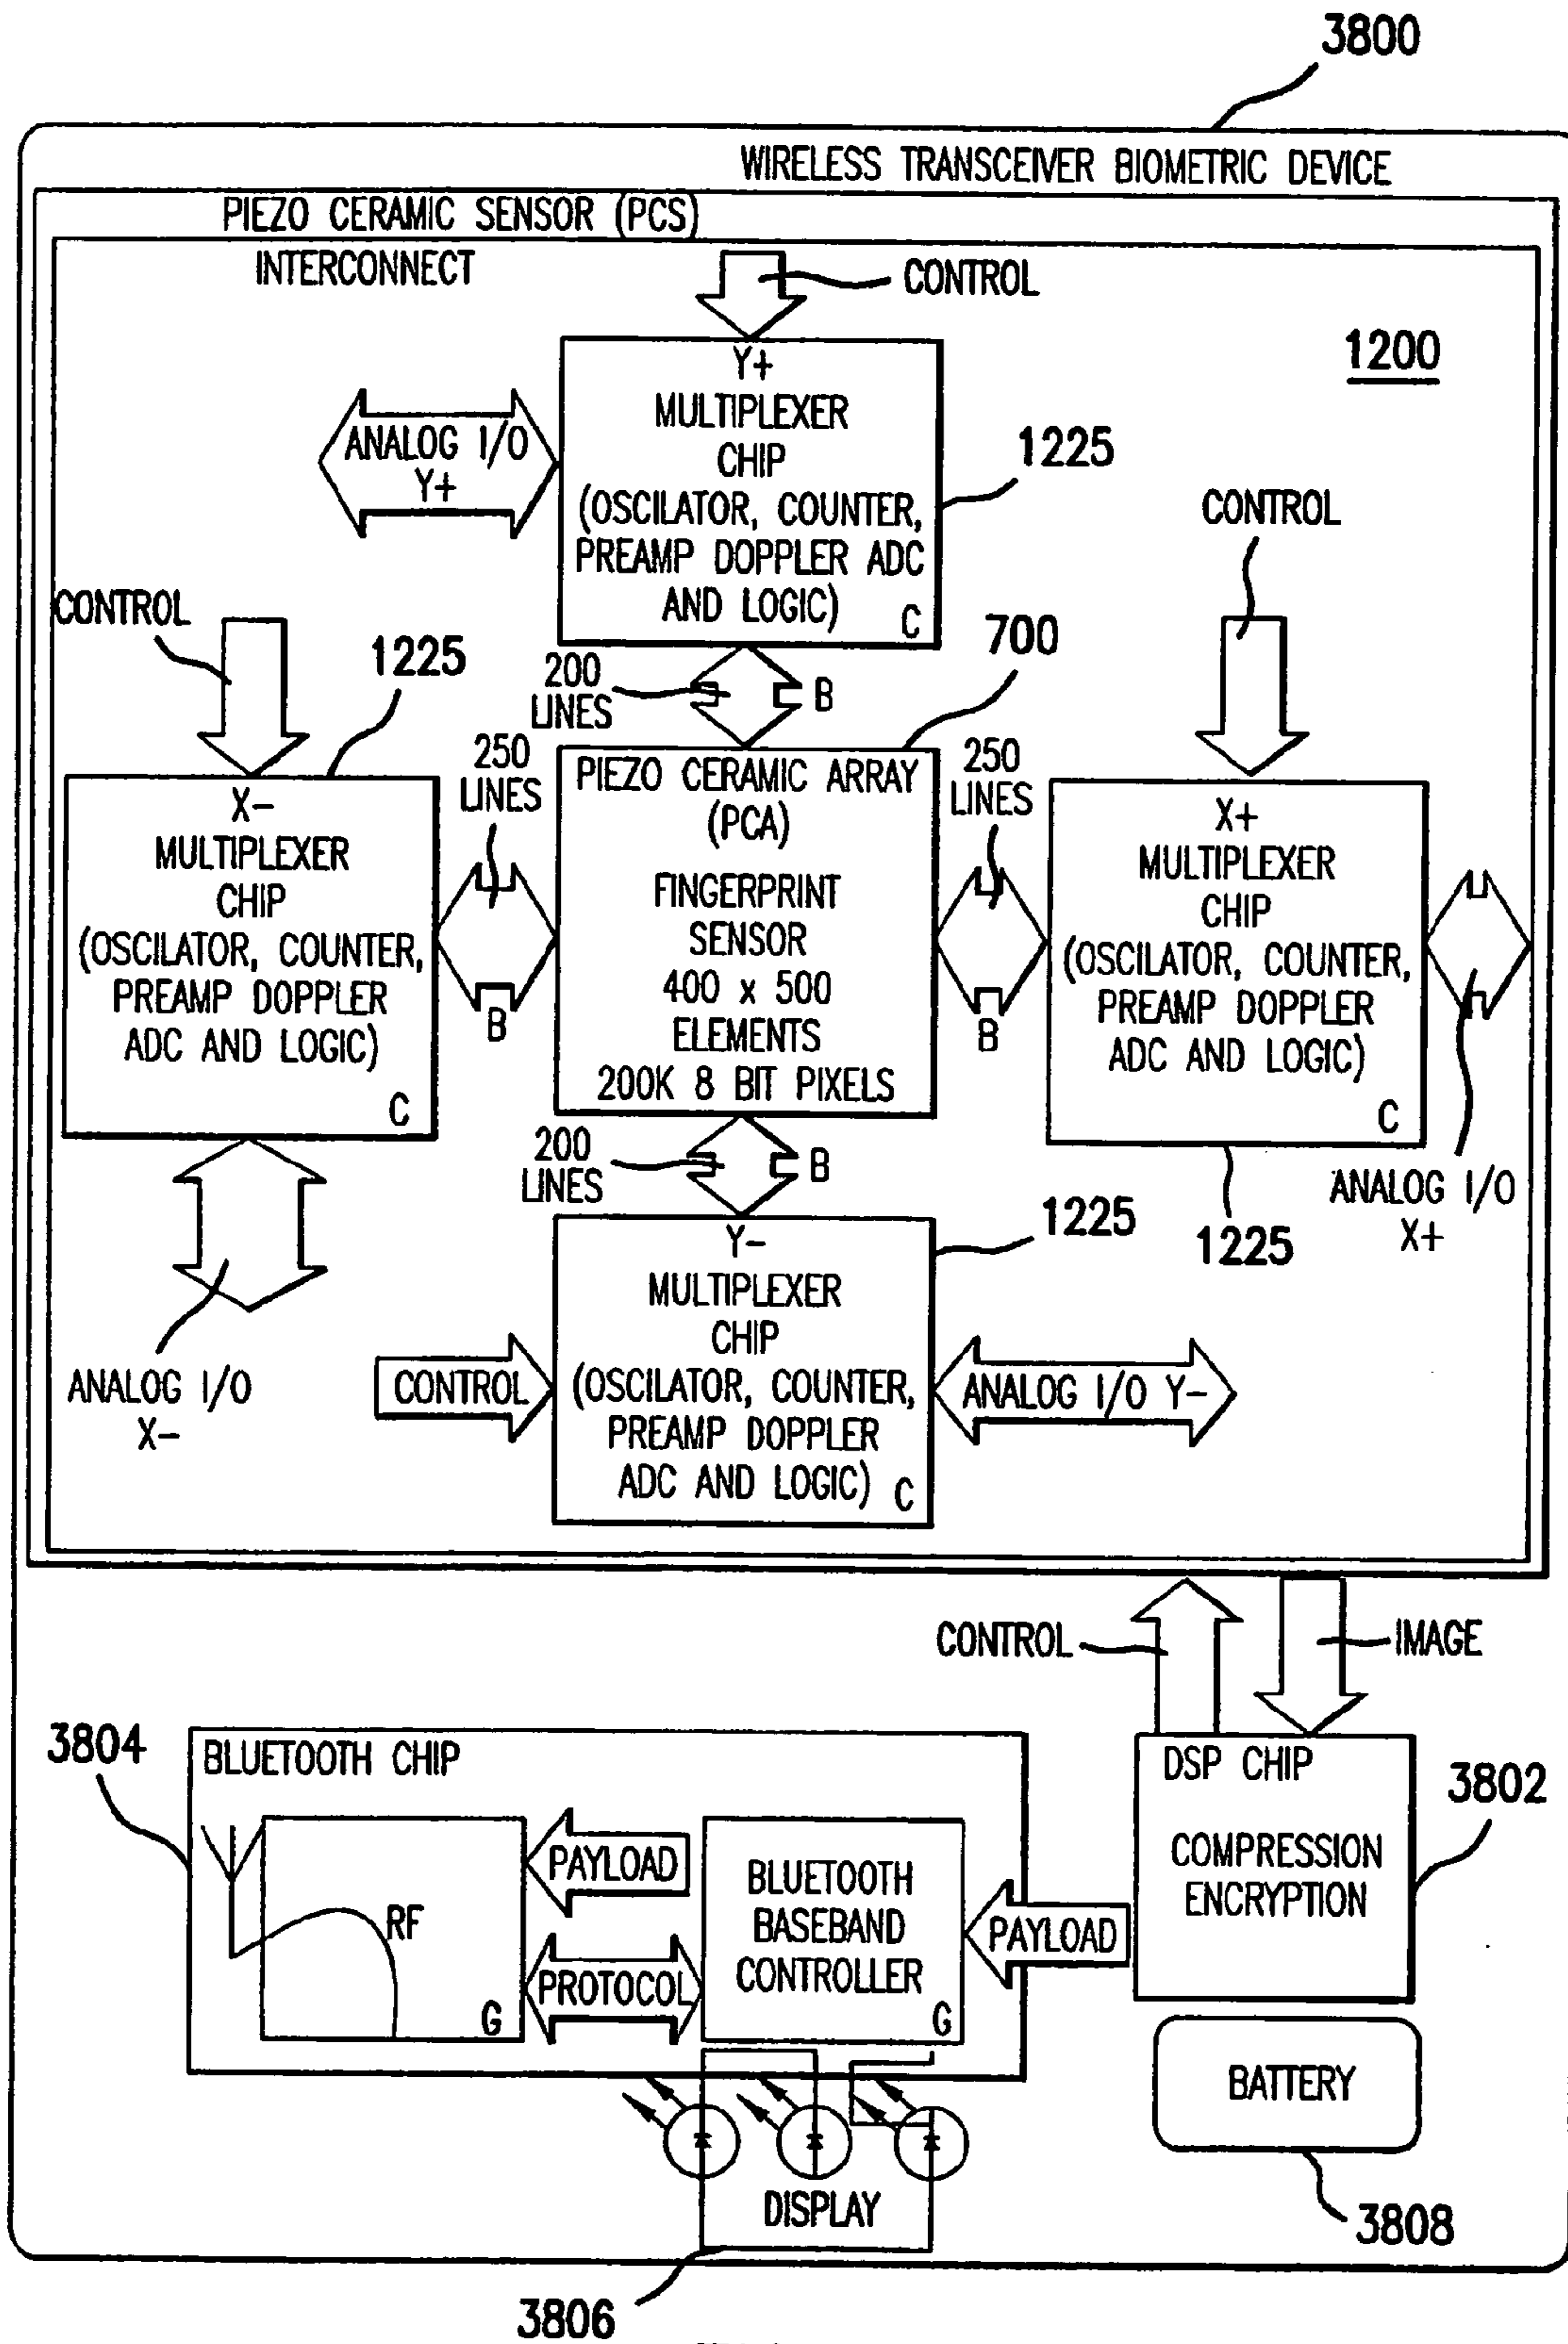 3800
WIRELESS TRANSCEIVER BIOMETRIC DEVICE
PIEZO CERAMIC SENSOR (PCS)
INTERCONNECT
CONTROL
1200
Y+
MULTIPLEXER
CHIP
(OSCILATOR, COUNTER,
PREAMP DOPPLER ADC
AND LOGIC)
C
ANALOG I/O
Y+
1225
CONTROL
CONTROL
1225
200
LINES
B
700
250
LINES
B
PIEZO CERAMIC ARRAY
(PCA)
FINGERPRINT
SENSOR
400 x 500
ELEMENTS
200K 8 BIT PIXELS
250
LINES
B
X-
MULTIPLEXER
CHIP
(OSCILATOR, COUNTER,
PREAMP DOPPLER
ADC AND LOGIC)
C
X+
MULTIPLEXER
CHIP
(OSCILATOR, COUNTER,
PREAMP DOPPLER
ADC AND LOGIC)
C
200
LINES
B
1225
1225
ANALOG I/O
X+
Y-
MULTIPLEXER
CHIP
(OSCILATOR, COUNTER,
PREAMP DOPPLER
ADC AND LOGIC)
C
ANALOG I/O
X-
CONTROL
ANALOG I/O Y-
CONTROL
IMAGE
3804
BLUETOOTH CHIP
DSP CHIP
COMPRESSION
ENCRYPTION
3802
PAYLOAD
BLUETOOTH
BASEBAND
CONTROLLER
G
RF
G
PROTOCOL
PAYLOAD
BATTERY
3808
DISPLAY
3806